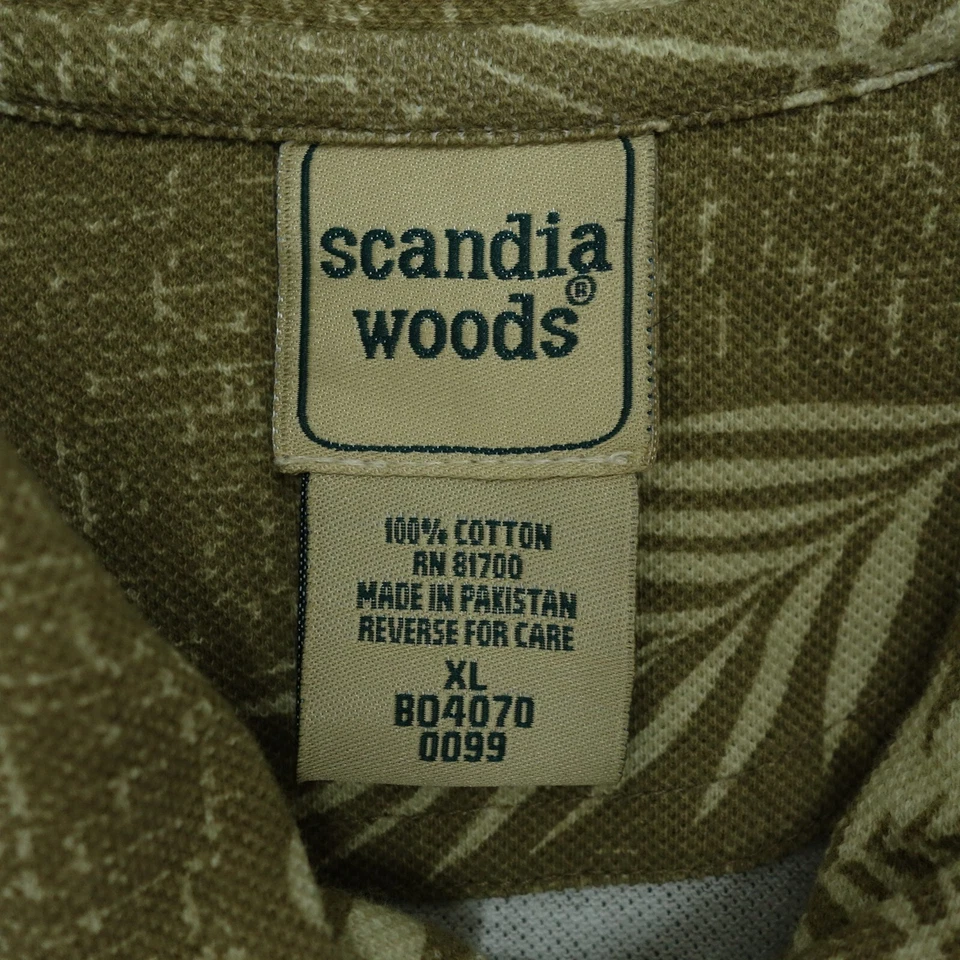 scandia
woods®
100% COTTON
RN 81700
MADE IN PAKISTAN
REVERSE FOR CARE
XL
B04070
0099